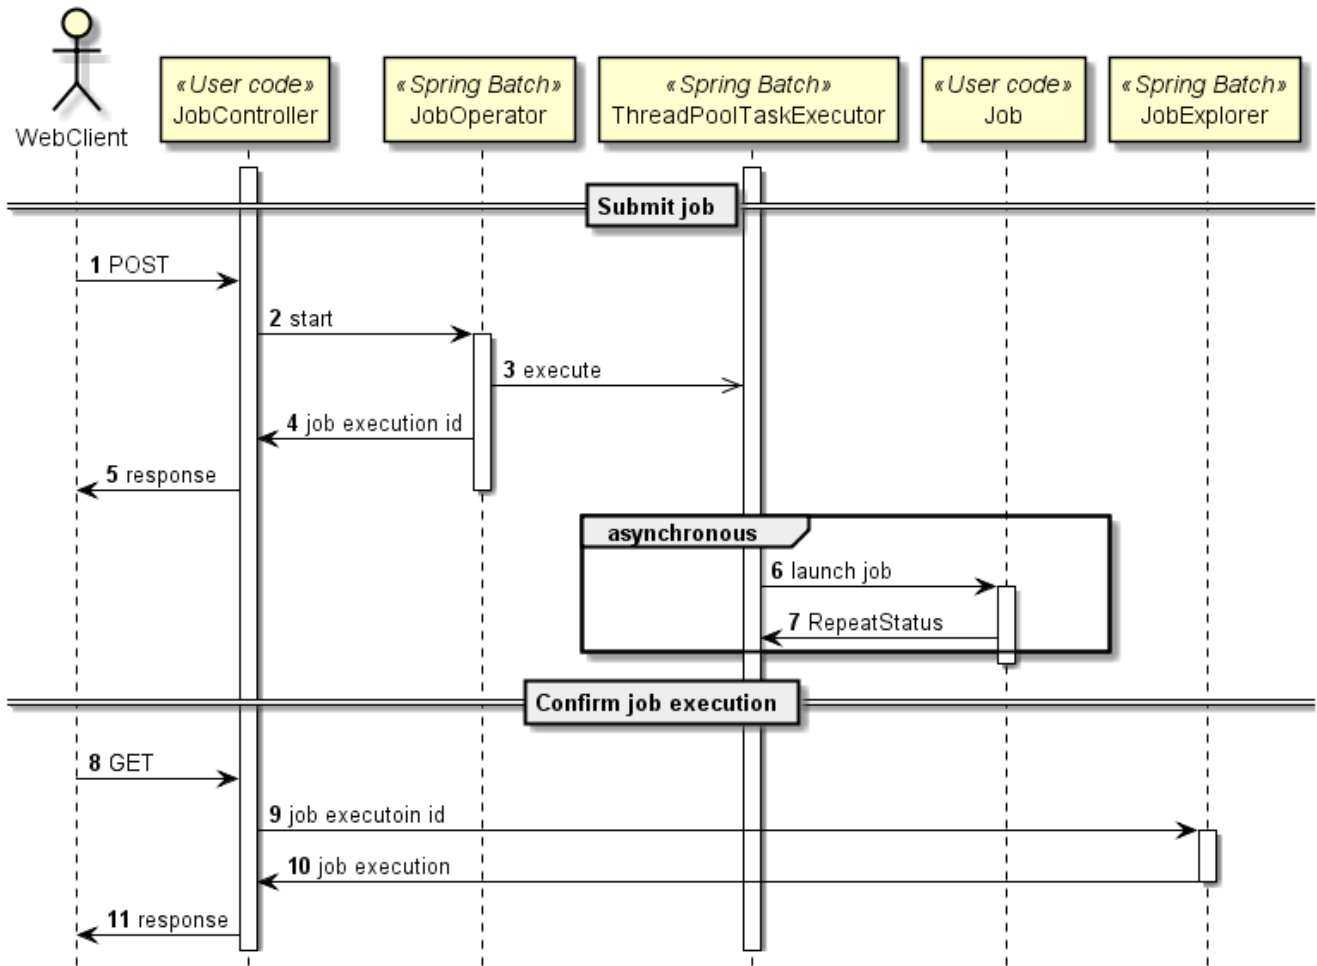 WebClient
«User code»
JobController
«Spring Batch»
JobOperator
«Spring Batch»
ThreadPoolTaskExecutor
«User code»
Job
«Spring Batch»
JobExplorer
Submit job
1 POST
2 start
3 execute
4 job execution id
5 response
asynchronous
6 launch job
7 RepeatStatus
Confirm job execution
8 GET
9 job executoin id
10 job execution
11 response